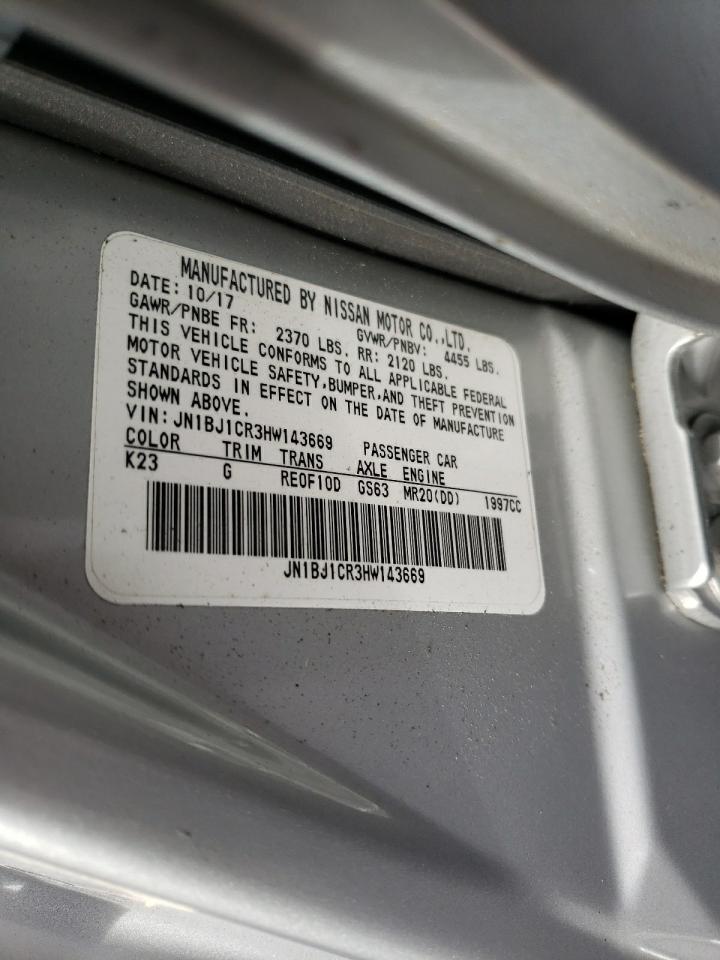 MANUFACTURED BY NISSAN MOTOR CO.,LTD.
DATE: 10/17 GVWR/PNBV: 4455 LBS.
GAWR/PNBE FR: 2370 LBS. RR: 2120 LBS.
THIS VEHICLE CONFORMS TO ALL APPLICABLE FEDERAL
MOTOR VEHICLE SAFETY,BUMPER,AND THEFT PREVENTION
STANDARDS IN EFFECT ON THE DATE OF MANUFACTURE
SHOWN ABOVE.
VIN: JN1BJ1CR3HW143669 PASSENGER CAR
COLOR TRIM TRANS AXLE ENGINE
K23 G RE0F10D GS63 MR20(DD) 1997CC
JN1BJ1CR3HW143669